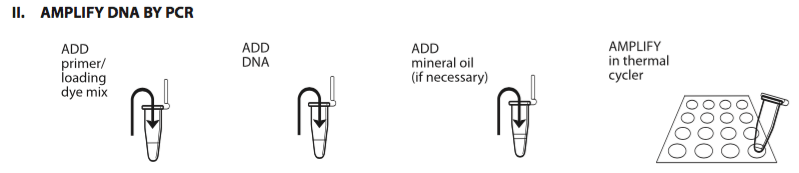 II. AMPLIFY DNA BY PCR
ADD
primer/
loading
dye mix
ADD
DNA
ADD
mineral oil
(if necessary)
AMPLIFY
in thermal
cycler